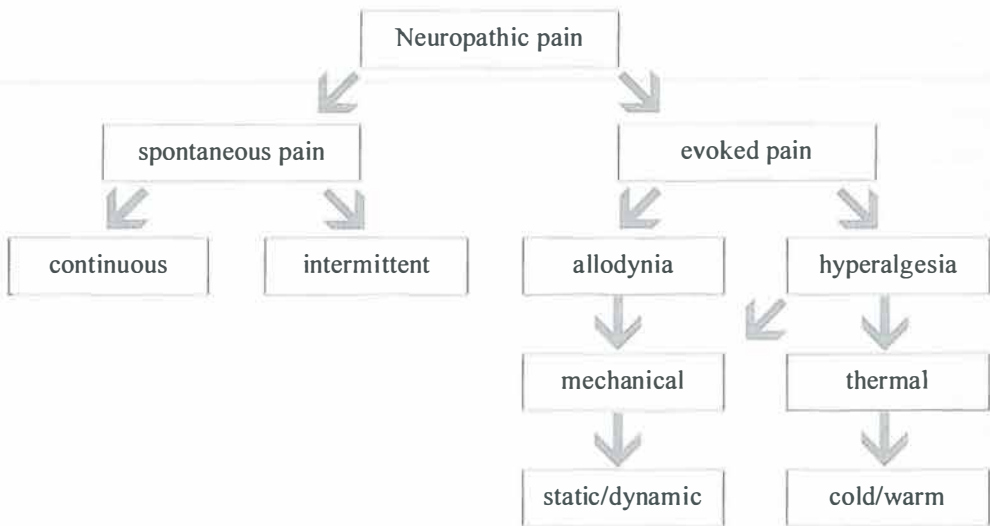 Neuropathic pain
spontaneous pain
evoked pain
continuous
intermittent
allodynia
hyperalgesia
mechanical
thermal
static/dynamic
cold/warm